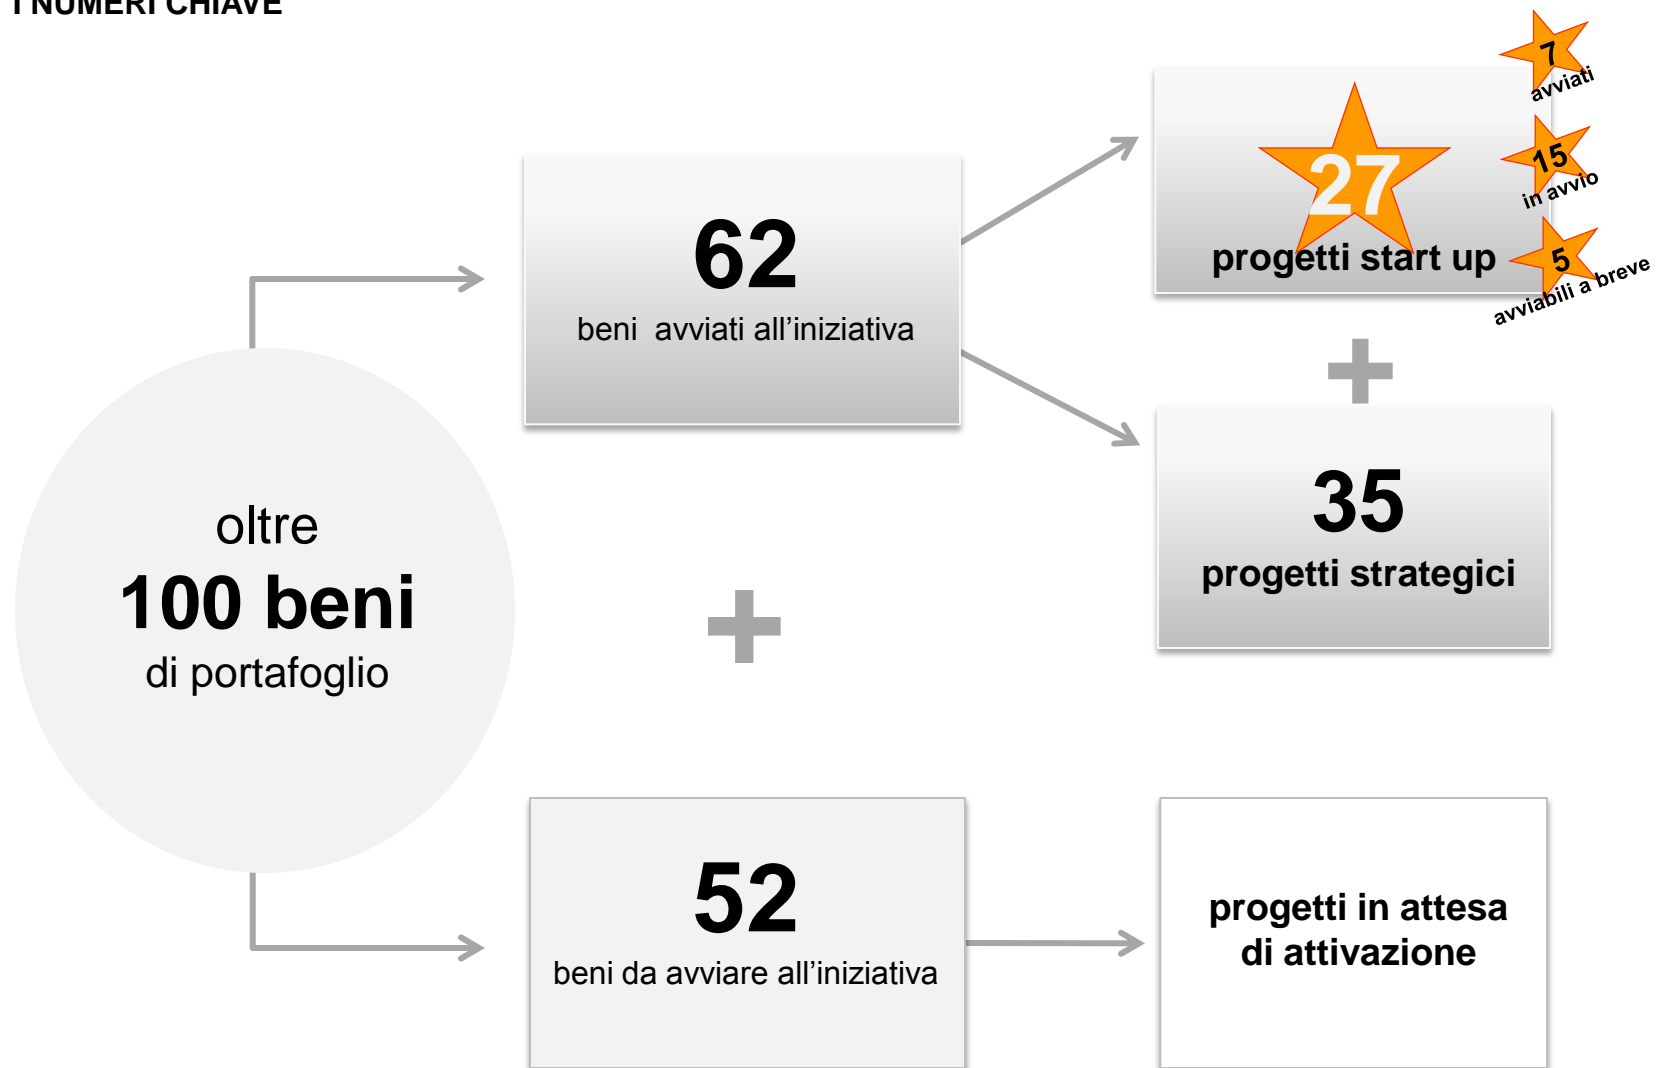 I NUMERI CHIAVE
oltre
100 beni
di portafoglio
62
beni avviati all’iniziativa
27
progetti start up
7
avviati
15
in avvio
5
avviabili a breve
+
35
progetti strategici
+
52
beni da avviare all’iniziativa
progetti in attesa
di attivazione